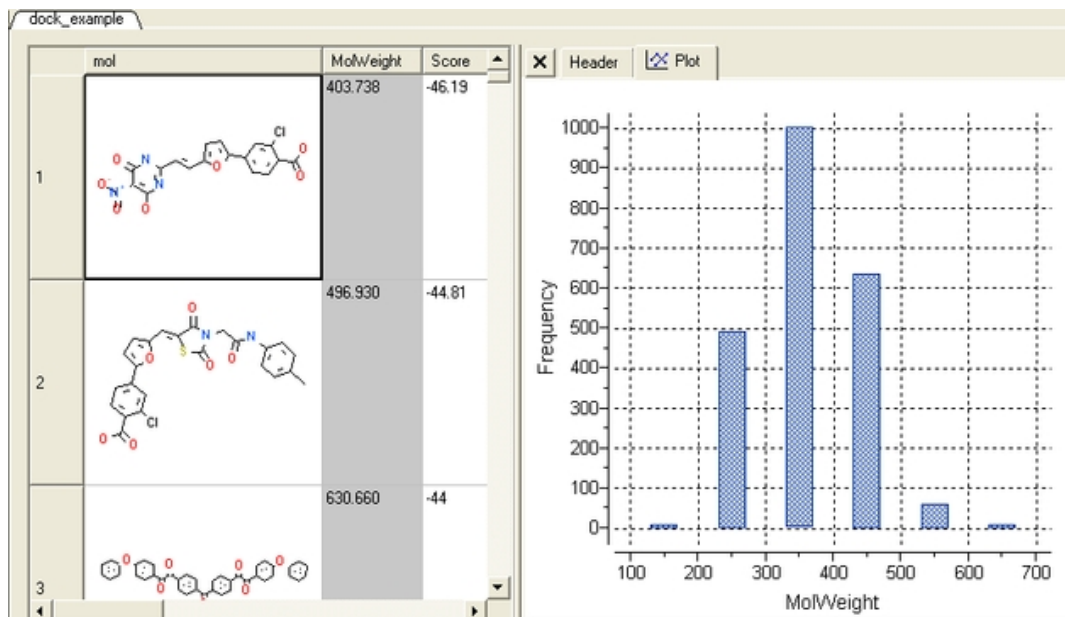 dock_example
mol MolWeight Score
1 403.738 -46.19
Cl
O N O
O
O N N O
O O
2 496.930 -44.81
O
N N
O S O O
Cl
O O
3 630.660 -44
O O O O O O
O O O
X Header Plot
Frequency
1000
900
800
700
600
500
400
300
200
100
0
100 200 300 400 500 600 700
MolWeight